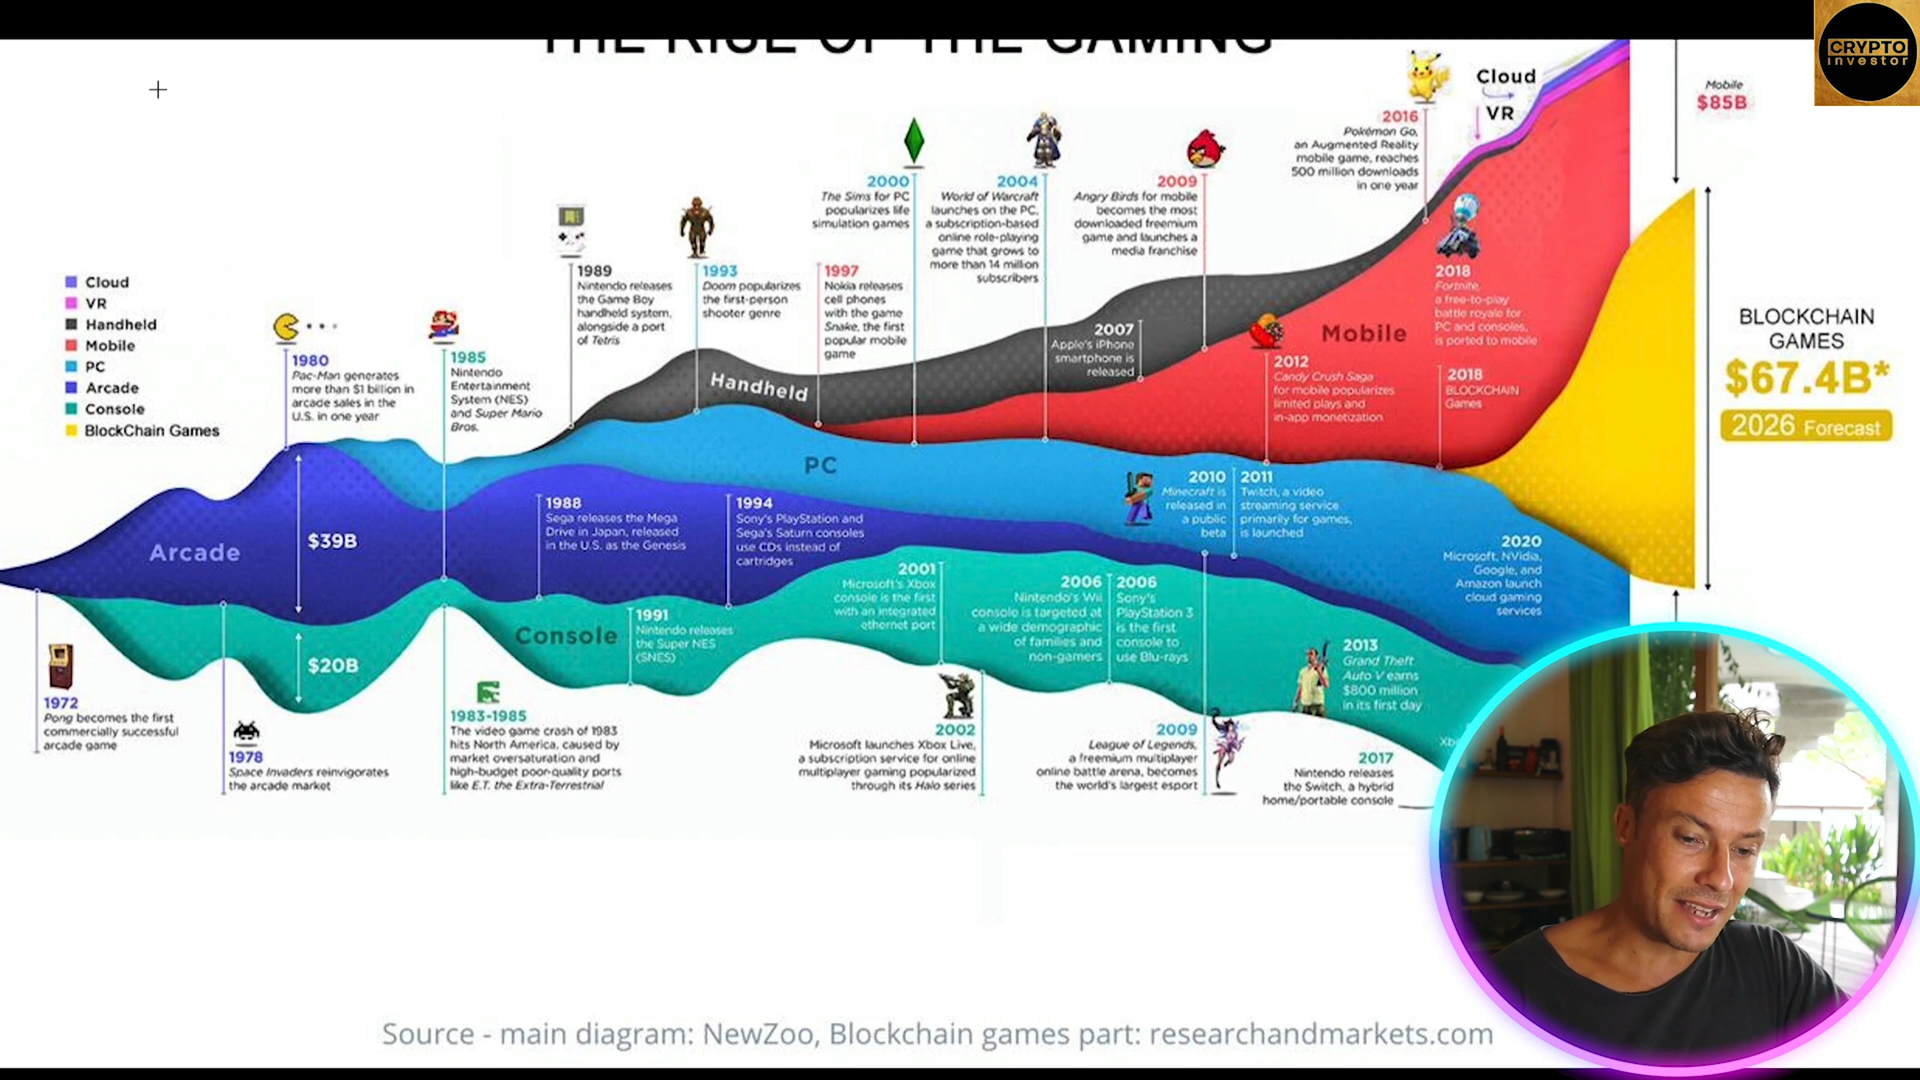 THE RISE OF THE GAMING
CRYPTO
investor
Cloud
VR
Mobile
$85B
2016
Pokémon Go,
an Augmented Reality
mobile game, reaches
500 million downloads
in one year
2000
The Sims for PC
popularizes life
simulation games
2004
World of Warcraft
launches on the PC,
a subscription-based
online role-playing
game that grows to
more than 14 million
subscribers
2009
Angry Birds for mobile
becomes the most
downloaded freemium
game and launches a
media franchise
1989
Nintendo releases
the Game Boy
handheld system,
alongside a port
of Tetris
1993
Doom popularizes
the first-person
shooter genre
1997
Nokia releases
cell phones
with the game
Snake, the first
popular mobile
game
2018
Fortnite,
a free-to-play
battle royale for
PC and consoles,
is ported to mobile
Cloud
VR
Handheld
Mobile
PC
Arcade
Console
BlockChain Games
1980
Pac-Man generates
more than $1 billion in
arcade sales in the
U.S. in one year
1985
Nintendo
Entertainment
System (NES)
and Super Mario
Bros.
Handheld
2007
Apple's iPhone
smartphone is
released
Mobile
2012
Candy Crush Saga
for mobile popularizes
limited plays and
in-app monetization
2018
BLOCKCHAIN
Games
BLOCKCHAIN
GAMES
$67.4B*
2026 Forecast
PC
Arcade
$39B
1988
Sega releases the Mega
Drive in Japan, released
in the U.S. as the Genesis
1994
Sony's PlayStation and
Sega's Saturn consoles
use CDs instead of
cartridges
2010
Minecraft is
released in
a public
beta
2011
Twitch, a video
streaming service
primarily for games,
is launched
2020
Microsoft, NVidia,
Google, and
Amazon launch
cloud gaming
services
$20B
Console
1991
Nintendo releases
the Super NES
(SNES)
2001
Microsoft's Xbox
console is the first
with an integrated
ethernet port
2006
Nintendo's Wii
console is targeted at
a wide demographic
of families and
non-gamers
2006
Sony's
PlayStation 3
is the first
console to
use Blu-rays
2013
Grand Theft
Auto V earns
$800 million
in its first day
1972
Pong becomes the first
commercially successful
arcade game
1978
Space Invaders reinvigorates
the arcade market
1983-1985
The video game crash of 1983
hits North America, caused by
market oversaturation and
high-budget poor-quality ports
like E.T. the Extra-Terrestrial
2002
Microsoft launches Xbox Live,
a subscription service for online
multiplayer gaming popularized
through its Halo series
2009
League of Legends,
a freemium multiplayer
online battle arena, becomes
the world's largest esport
2017
Nintendo releases
the Switch, a hybrid
home/portable console
Source - main diagram: NewZoo, Blockchain games part: researchandmarkets.com